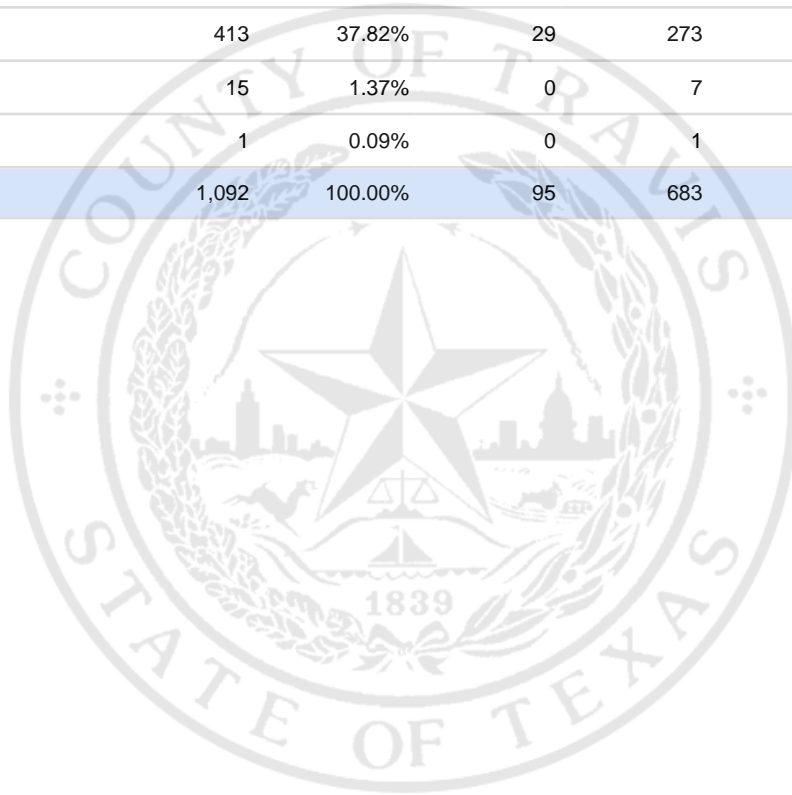 413 37.82% 29 273
15 1.37% 0 7
1 0.09% 0 1
1,092 100.00% 95 683
COUNTY OF TRAVIS
1839
STATE OF TEXAS